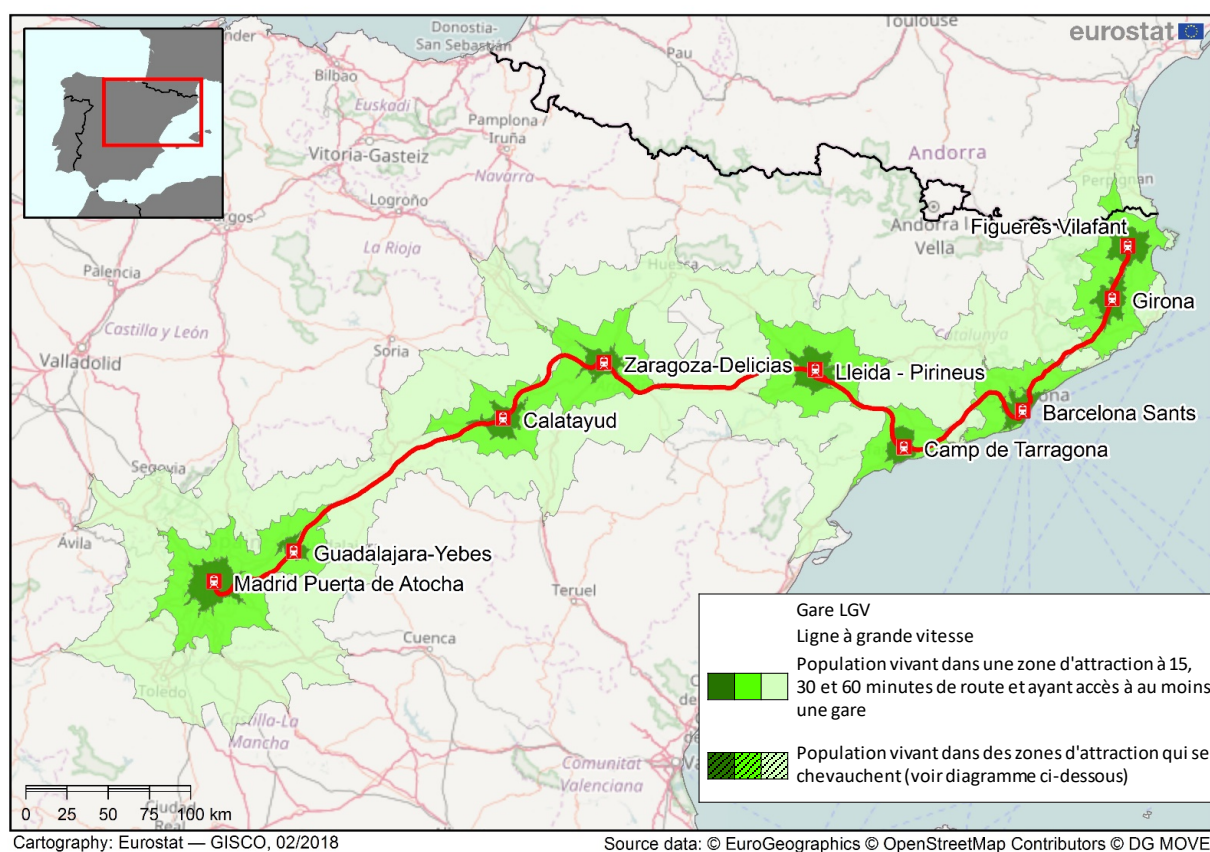 Donostia-
San Sebastián
Toulouse
eurostat
Bilbao
Pau
Euskadi
Pamplona /
Iruña
Vitoria-Gasteiz
Navarra
Andorra
Logroño
Perpignan
Andorra
Vella
Figueres Vilafant
La Rioja
Huesca
Palencia
Girona
Castilla y León
Catalunya
Soria
Valladolid
Zaragoza-Delicias
Lleida - Pirineus
Barcelona Sants
Calatayud
Camp de Tarragona
Segovia
Ávila
Guadalajara-Yebes
Madrid Puerta de Atocha
Teruel
Cuenca
Toledo
Castilla-La
Mancha
Comunitat
Valenciana
Ciudad
Real
Gare LGV
Ligne à grande vitesse
Population vivant dans une zone d'attraction à 15,
30 et 60 minutes de route et ayant accès à au moins
une gare
Population vivant dans des zones d'attraction qui se
chevauchent (voir diagramme ci-dessous)
0 25 50 75 100 km
Cartography: Eurostat — GISCO, 02/2018
Source data: © EuroGeographics © OpenStreetMap Contributors © DG MOVE